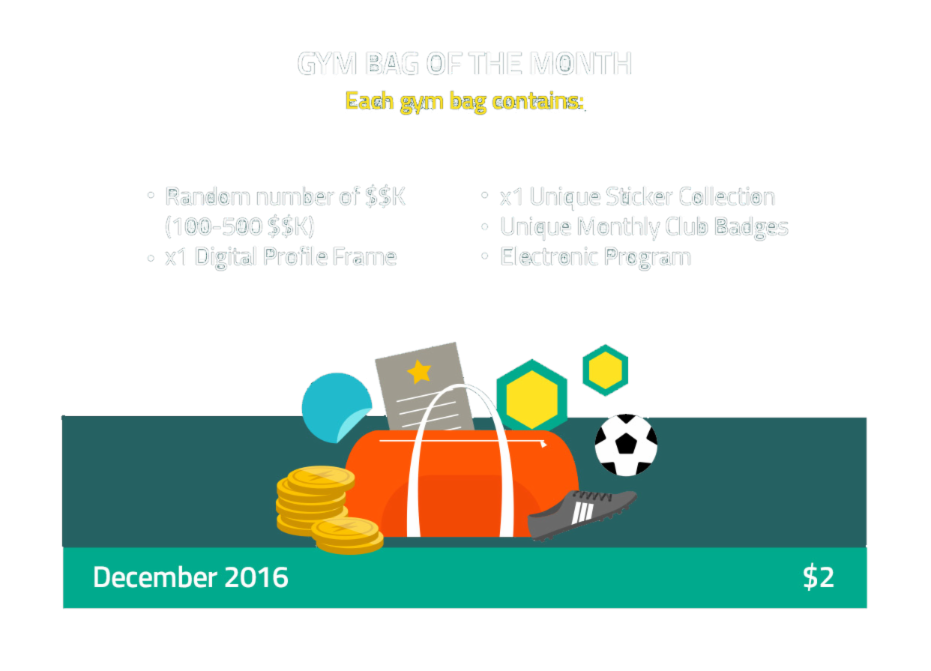 GYM BAG OF THE MONTH
Each gym bag contains:
• Random number of $$K
(100-500 $$K)
• x1 Digital Profile Frame
• x1 Unique Sticker Collection
• Unique Monthly Club Badges
• Electronic Program
December 2016
$2